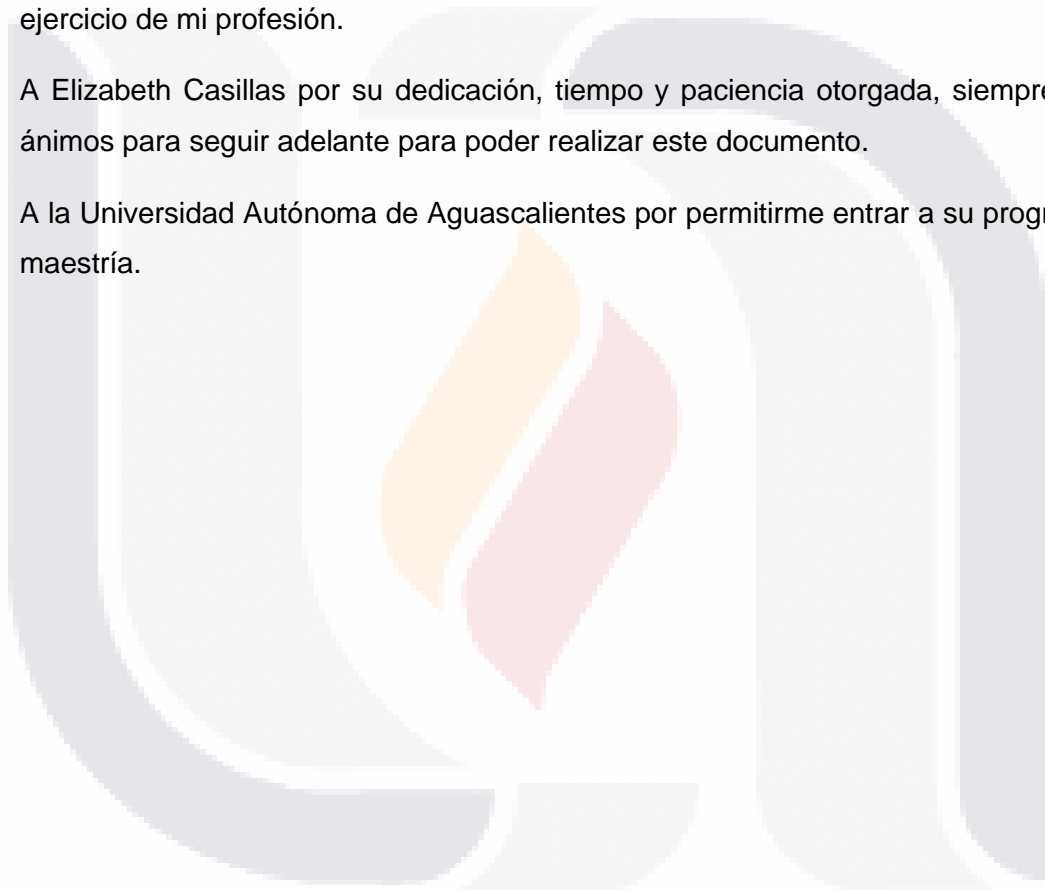 ejercicio de mi profesión.
A Elizabeth Casillas por su dedicación, tiempo y paciencia otorgada, siempre
ánimos para seguir adelante para poder realizar este documento.
A la Universidad Autónoma de Aguascalientes por permitirme entrar a su progr
maestría.